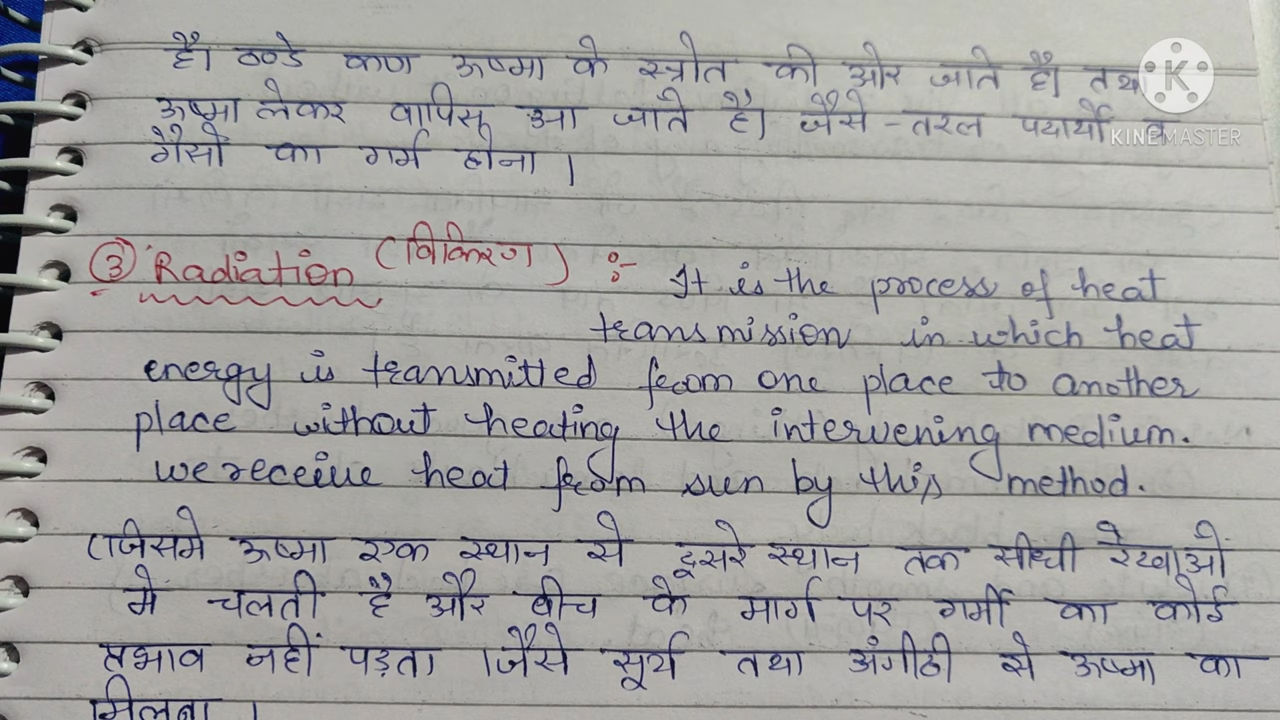 है। ठण्डे कण ऊष्मा के स्त्रोत की ओर जाते है। तथा
ऊष्मा लेकर वापिस आ जाते है। जैसे - तरल पदार्थो व
गैसो का गर्म होना ।
KINEMASTER
③ Radiation (विकिरण) :- It is the process of heat
transmission in which heat
energy is transmitted from one place to another
place without heating the intervening medium.
we receive heat from sun by this method.
(जिसमे ऊष्मा एक स्थान से दूसरे स्थान तक सीधी रेखाओ
मे चलती है और बीच के मार्ग पर गर्मी का कोई
प्रभाव नहीं पड़ता। जैसे सूर्य तथा अंगीठी से ऊष्मा का
मिलना ।